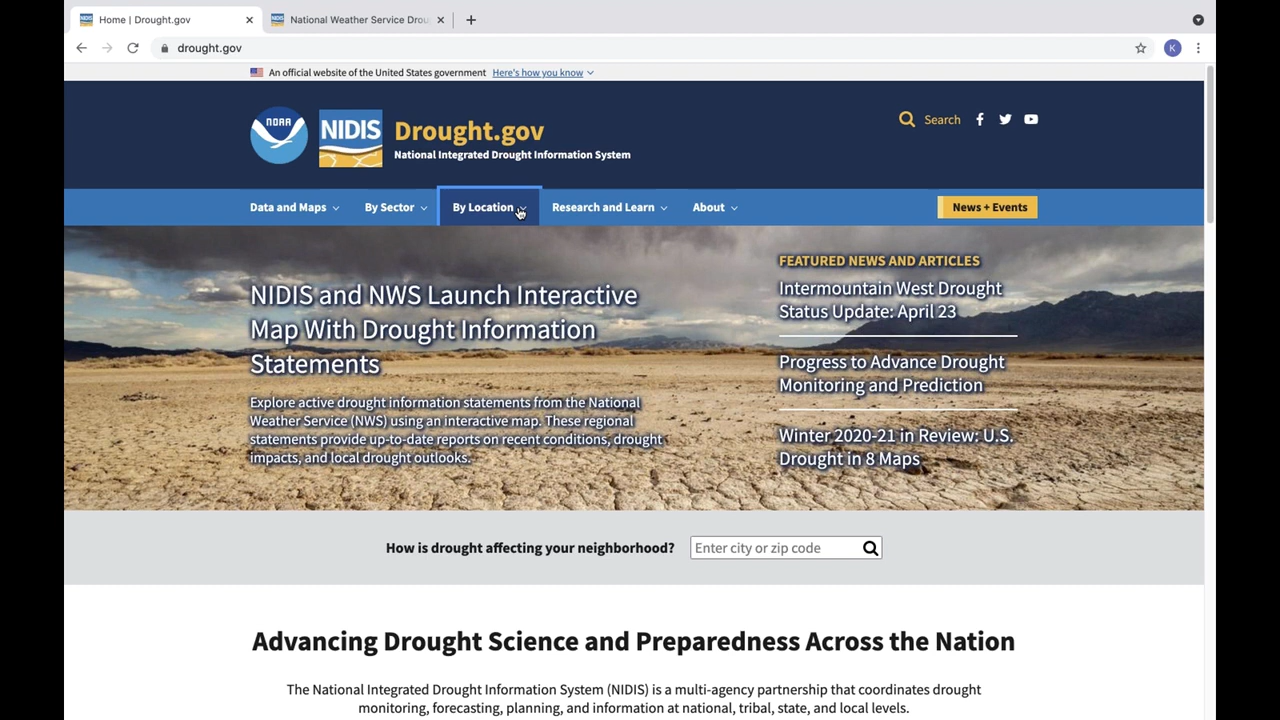 Home | Drought.gov
National Weather Service Drou
drought.gov
K
An official website of the United States government Here's how you know
NOAA
NIDIS
Drought.gov
National Integrated Drought Information System
Search
Data and Maps By Sector By Location Research and Learn About News + Events
NIDIS and NWS Launch Interactive
Map With Drought Information
Statements
Explore active drought information statements from the National
Weather Service (NWS) using an interactive map. These regional
statements provide up-to-date reports on recent conditions, drought
impacts, and local drought outlooks.
FEATURED NEWS AND ARTICLES
Intermountain West Drought
Status Update: April 23
Progress to Advance Drought
Monitoring and Prediction
Winter 2020-21 in Review: U.S.
Drought in 8 Maps
How is drought affecting your neighborhood? Enter city or zip code
Advancing Drought Science and Preparedness Across the Nation
The National Integrated Drought Information System (NIDIS) is a multi-agency partnership that coordinates drought
monitoring, forecasting, planning, and information at national, tribal, state, and local levels.